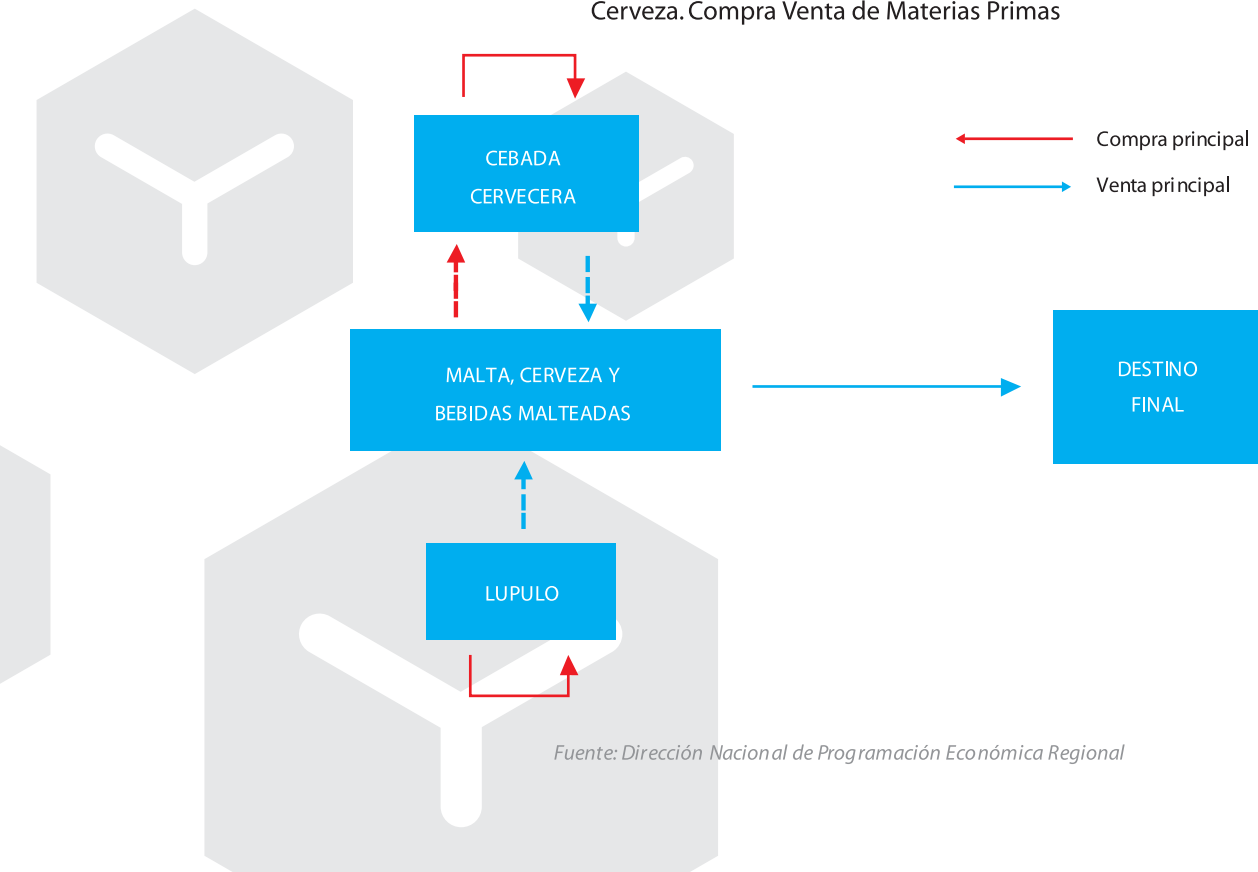 Cerveza. Compra Venta de Materias Primas
CEBADA
CERVECERA
Compra principal
Venta principal
MALTA, CERVEZA Y
BEBIDAS MALTEADAS
DESTINO
FINAL
LUPULO
Fuente: Dirección Nacional de Programación Económica Regional